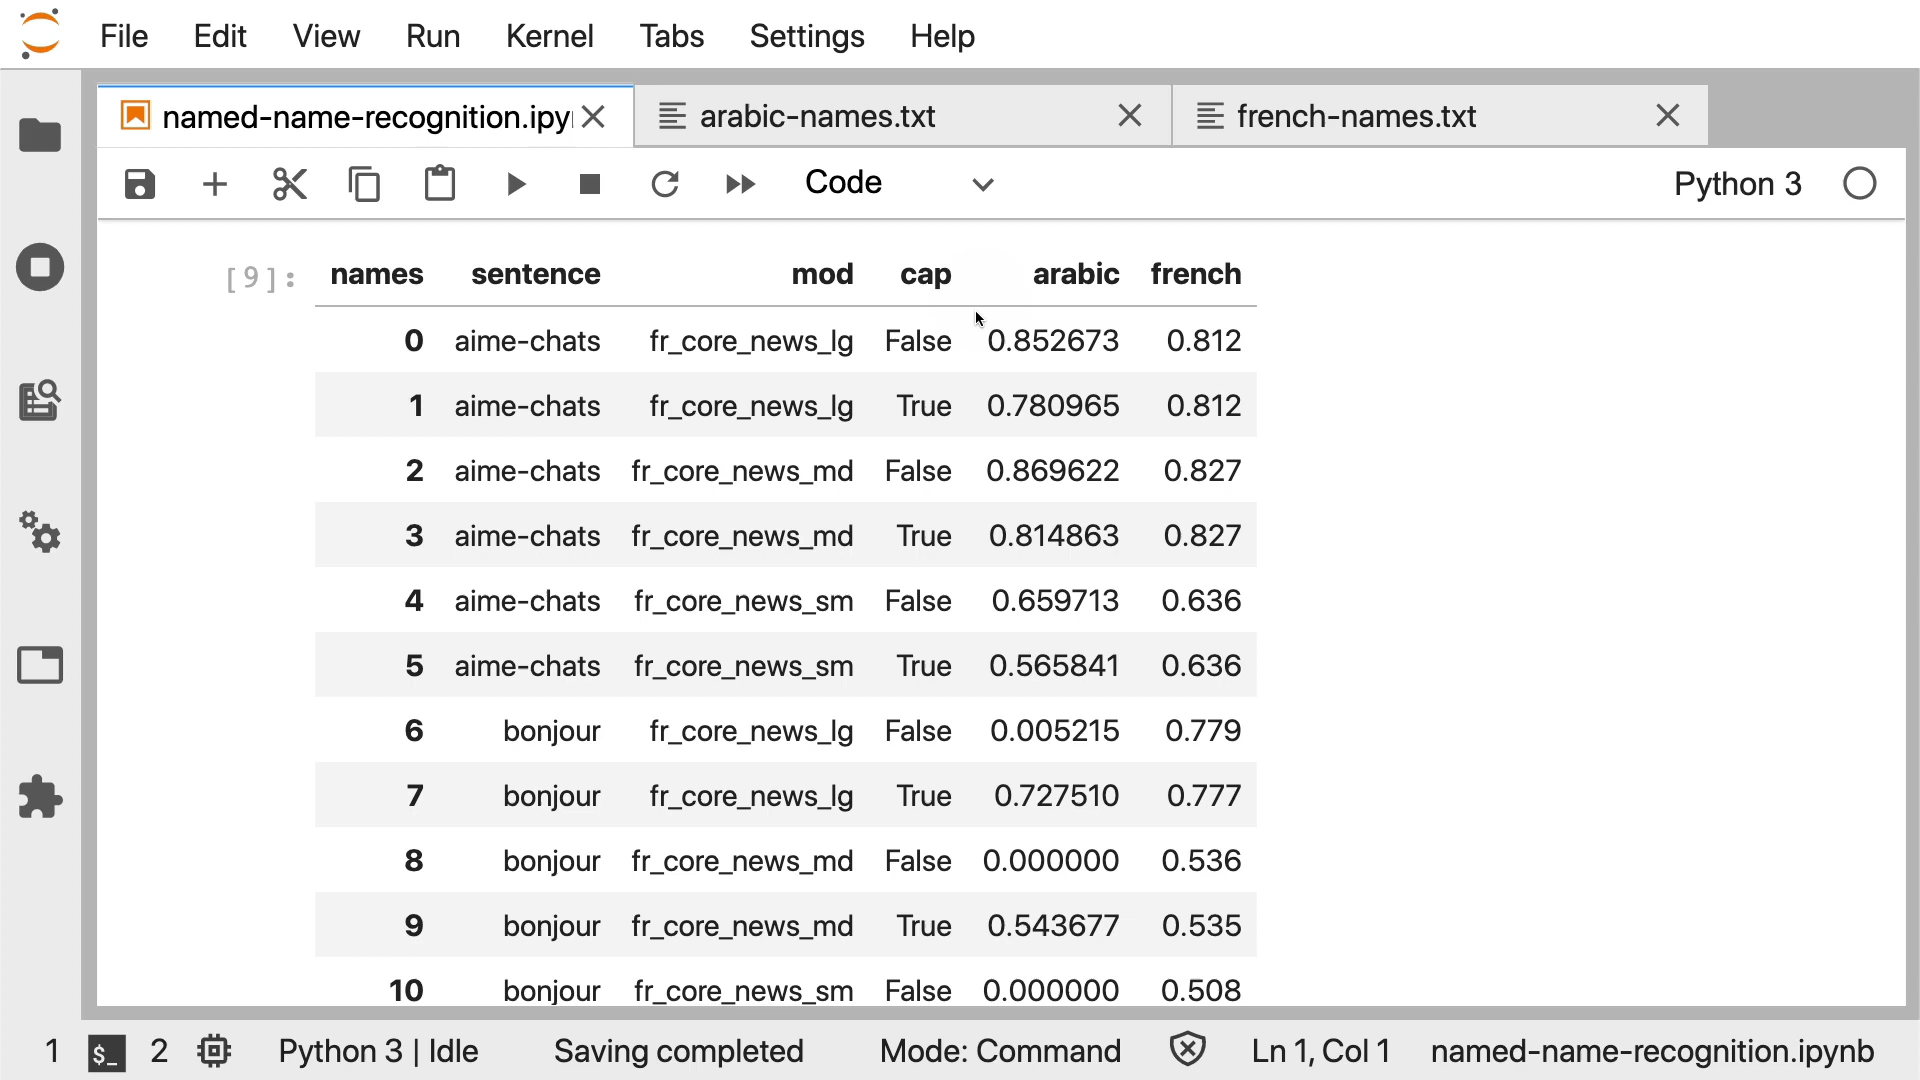 File Edit View Run Kernel Tabs Settings Help
named-name-recognition.ipy arabic-names.txt french-names.txt
Code Python 3
[9]: names sentence mod cap arabic french
0 aime-chats fr_core_news_lg False 0.852673 0.812
1 aime-chats fr_core_news_lg True 0.780965 0.812
2 aime-chats fr_core_news_md False 0.869622 0.827
3 aime-chats fr_core_news_md True 0.814863 0.827
4 aime-chats fr_core_news_sm False 0.659713 0.636
5 aime-chats fr_core_news_sm True 0.565841 0.636
6 bonjour fr_core_news_lg False 0.005215 0.779
7 bonjour fr_core_news_lg True 0.727510 0.777
8 bonjour fr_core_news_md False 0.000000 0.536
9 bonjour fr_core_news_md True 0.543677 0.535
10 bonjour fr_core_news_sm False 0.000000 0.508
1 $_ 2 Python 3 | Idle Saving completed Mode: Command Ln 1, Col 1 named-name-recognition.ipynb